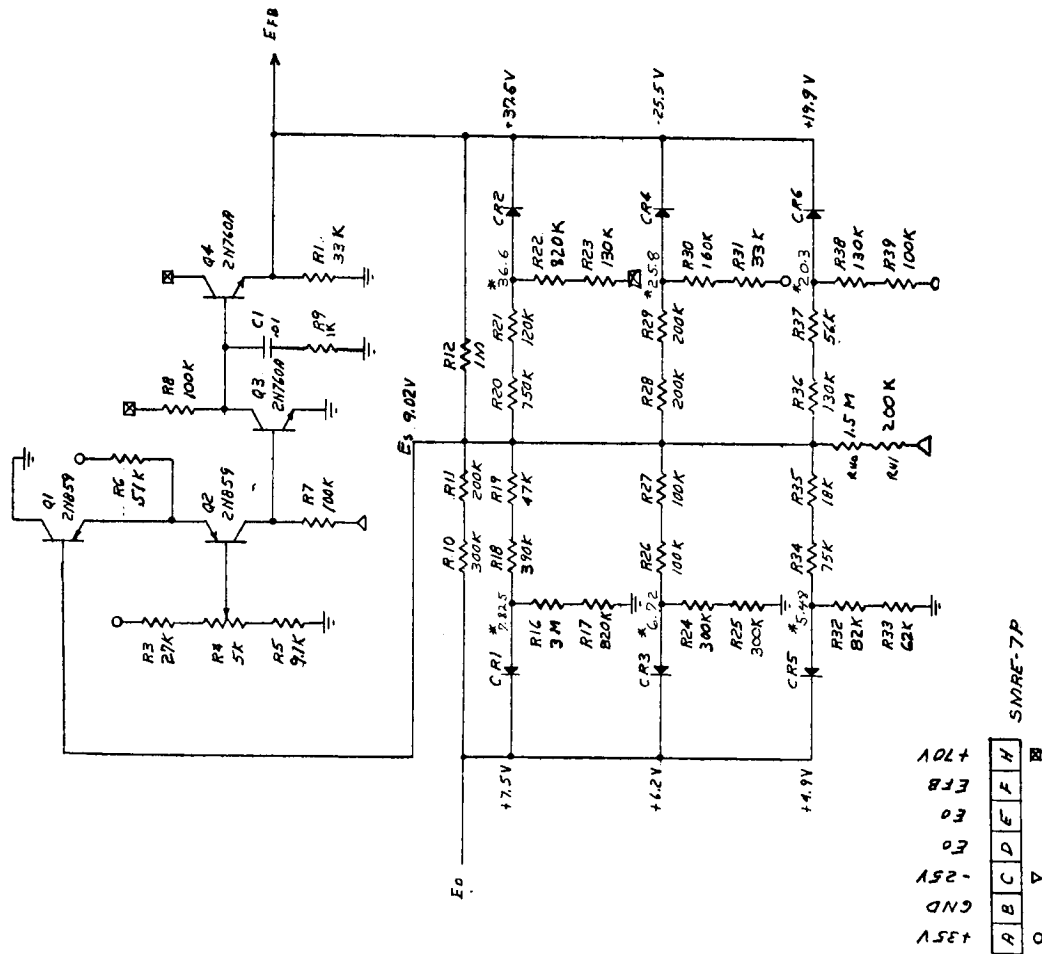 EFB
Q4
2N760A
R1
33K
C1
.01
R9
1K
R8
100K
Q3
2N760A
Q1
2N859
R6
51K
Q2
2N859
R7
100K
R3
27K
R4
5K
R5
9.1K
Es 9.02V
R12
1M
R11
200K
R10
300K
+37.6V
CR2
*36.6
R22
820K
R23
130K
R21
120K
R20
750K
R19
47K
R18
390K
*7.825
R16
3M
R17
820K
CR1
+7.5V
-25.5V
CR4
*25.8
R30
160K
R31
33K
R29
200K
R28
200K
R27
100K
R26
100K
*6.72
R24
300K
R25
300K
CR3
+6.2V
+19.9V
CR6
*20.3
R38
130K
R39
100K
R37
56K
R36
130K
R40
1.5M
R41
200K
R35
18K
R34
75K
*5.48
R32
82K
R33
62K
CR5
+4.9V
Eo
SMRE-7P
A +35V
B GND
C -25V
D Eo
E Eo
F EFB
H +70V